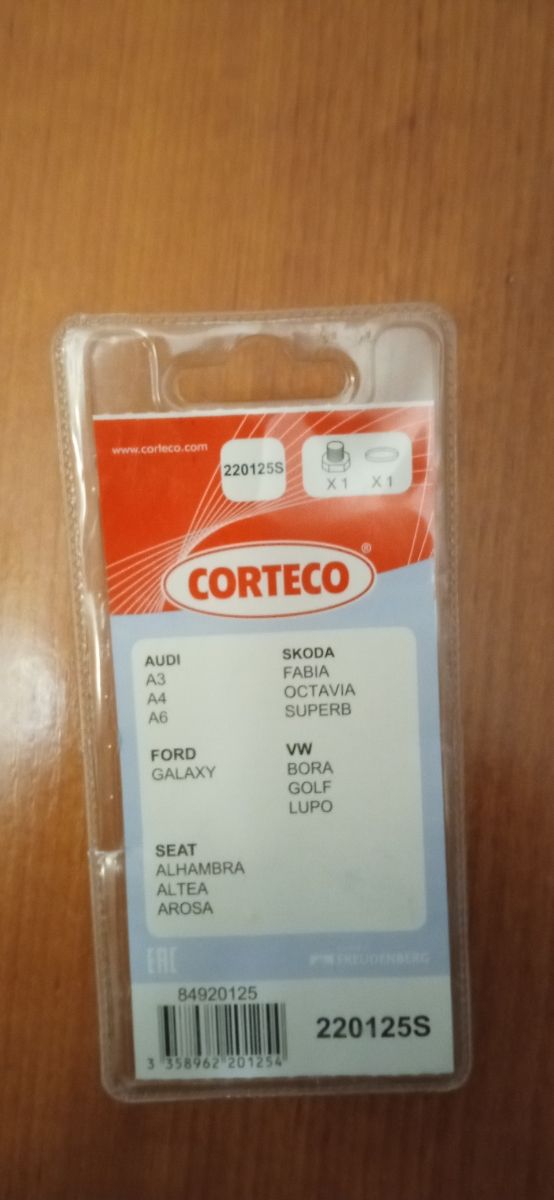 www.corteco.com
220125S
X 1 X 1
CORTECO®
AUDI
A3
A4
A6
FORD
GALAXY
SEAT
ALHAMBRA
ALTEA
AROSA
SKODA
FABIA
OCTAVIA
SUPERB
VW
BORA
GOLF
LUPO
EAC
FREUDENBERG
84920125
3 358962 201254
220125S